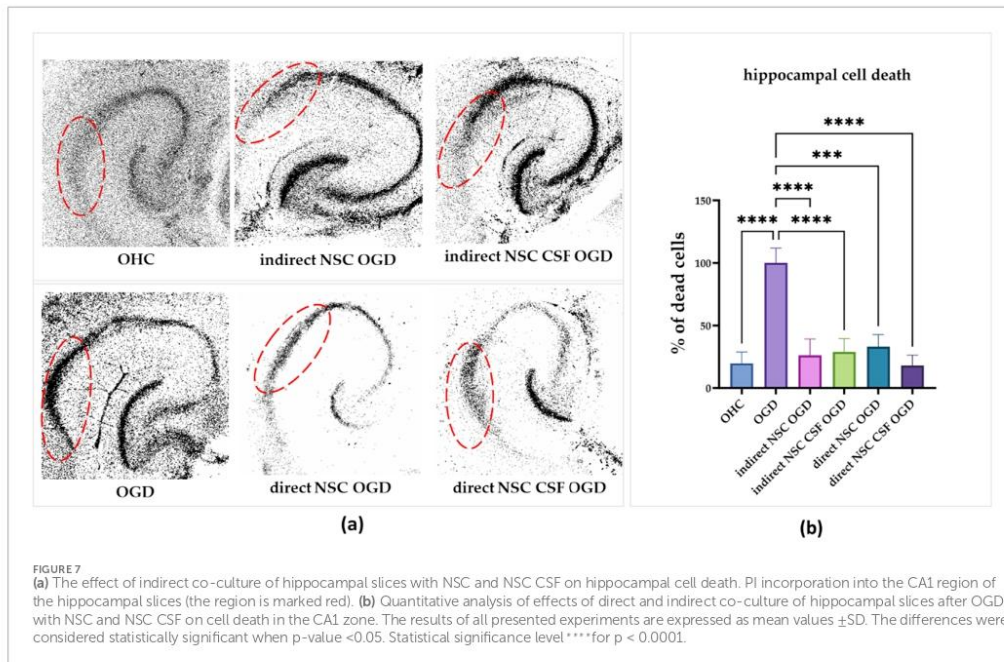 OHC
indirect NSC OGD
indirect NSC CSF OGD
OGD
direct NSC OGD
direct NSC CSF OGD
(a)
hippocampal cell death
****
***
****
**** ****
% of dead cells
150
100
50
0
OHC
OGD
indirect NSC OGD
indirect NSC CSF OGD
direct NSC OGD
direct NSC CSF OGD
(b)
FIGURE 7
(a) The effect of indirect co-culture of hippocampal slices with NSC and NSC CSF on hippocampal cell death. PI incorporation into the CA1 region of
the hippocampal slices (the region is marked red). (b) Quantitative analysis of effects of direct and indirect co-culture of hippocampal slices after OGD
with NSC and NSC CSF on cell death in the CA1 zone. The results of all presented experiments are expressed as mean values ±SD. The differences were
considered statistically significant when p-value <0.05. Statistical significance level ****for p < 0.0001.